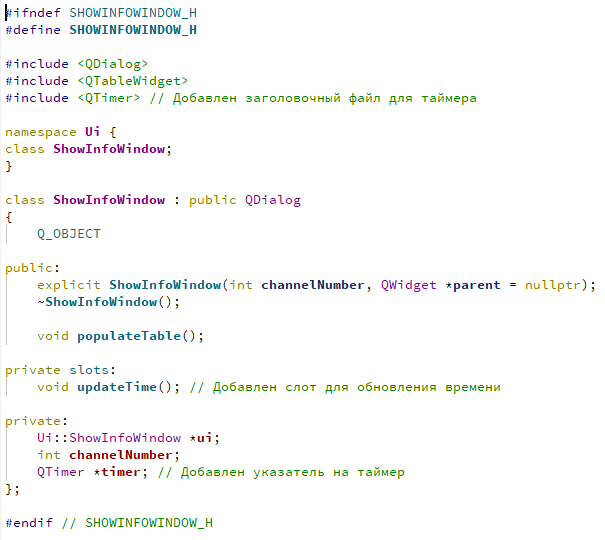 #ifndef SHOWINFOWINDOW_H
#define SHOWINFOWINDOW_H

#include <QDialog>
#include <QTableWidget>
#include <QTimer> // Добавлен заголовочный файл для таймера

namespace Ui {
class ShowInfoWindow;
}

class ShowInfoWindow : public QDialog
{
    Q_OBJECT

public:
    explicit ShowInfoWindow(int channelNumber, QWidget *parent = nullptr);
    ~ShowInfoWindow();

    void populateTable();

private slots:
    void updateTime(); // Добавлен слот для обновления времени

private:
    Ui::ShowInfoWindow *ui;
    int channelNumber;
    QTimer *timer; // Добавлен указатель на таймер
};

#endif // SHOWINFOWINDOW_H